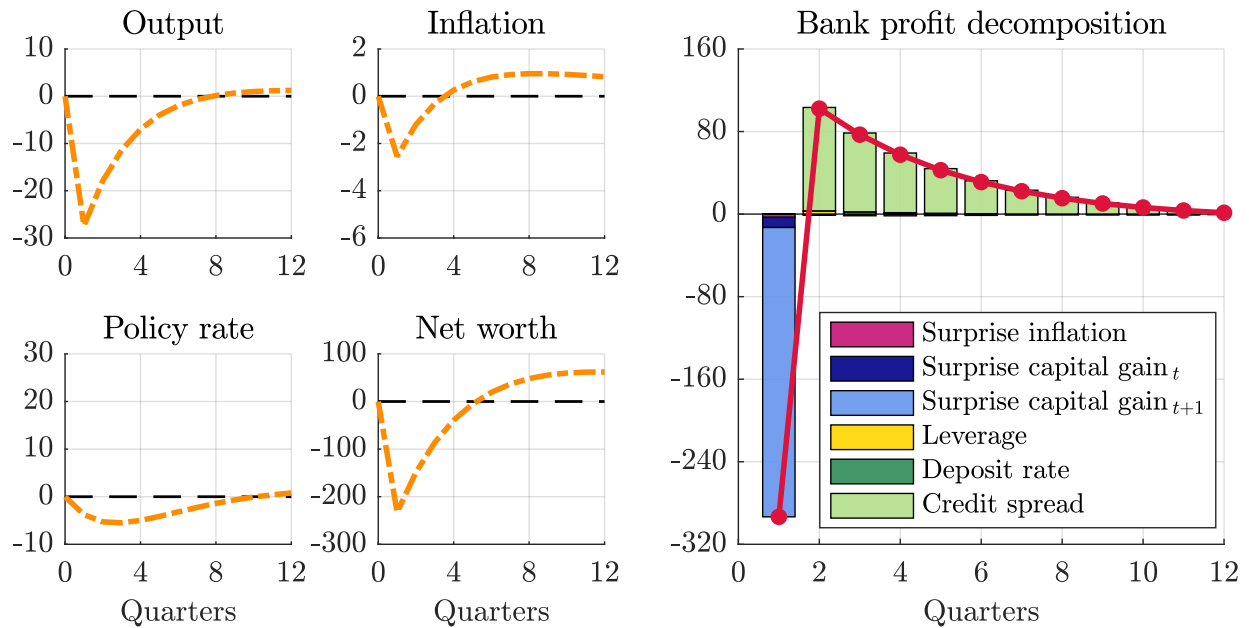 Output
10
0
-10
-20
-30
0 4 8 12
Inflation
2
0
-2
-4
-6
0 4 8 12
Policy rate
30
20
10
0
-10
0 4 8 12
Quarters
Net worth
100
0
-100
-200
-300
0 4 8 12
Quarters
Bank profit decomposition
160
80
0
-80
-160
-240
-320
0 2 4 6 8 10 12
Quarters
Surprise inflation
Surprise capital gain t
Surprise capital gain t+1
Leverage
Deposit rate
Credit spread